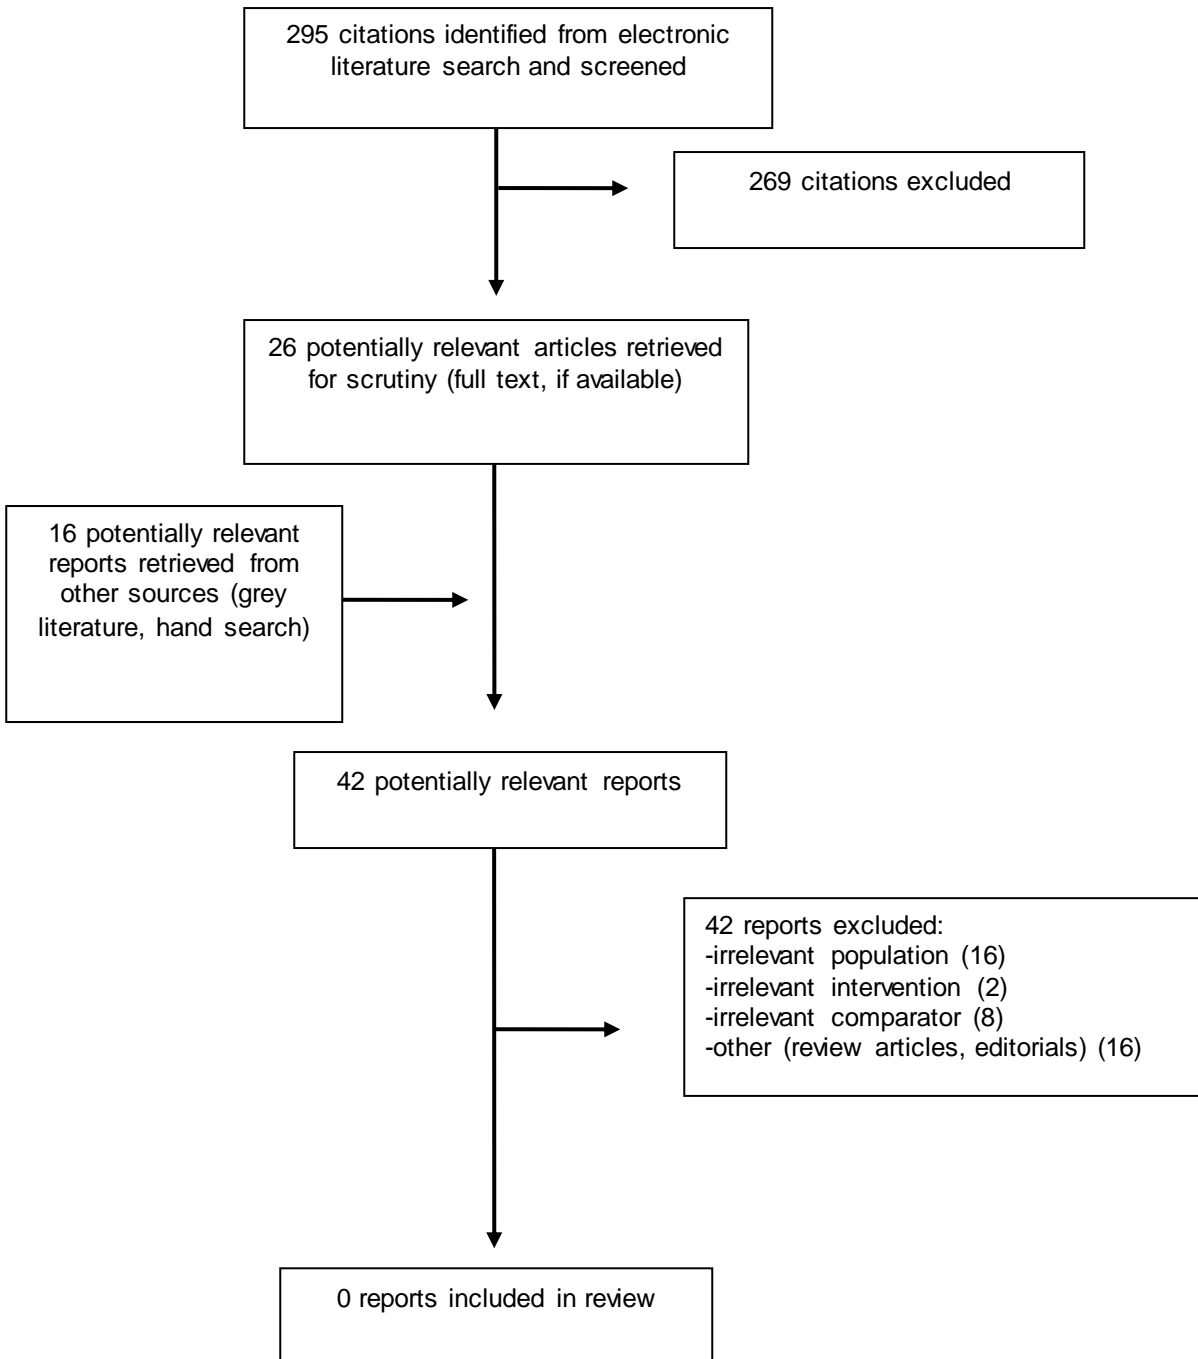 295 citations identified from electronic
literature search and screened
269 citations excluded
26 potentially relevant articles retrieved
for scrutiny (full text, if available)
16 potentially relevant
reports retrieved from
other sources (grey
literature, hand search)
42 potentially relevant reports
42 reports excluded:
-irrelevant population (16)
-irrelevant intervention (2)
-irrelevant comparator (8)
-other (review articles, editorials) (16)
0 reports included in review